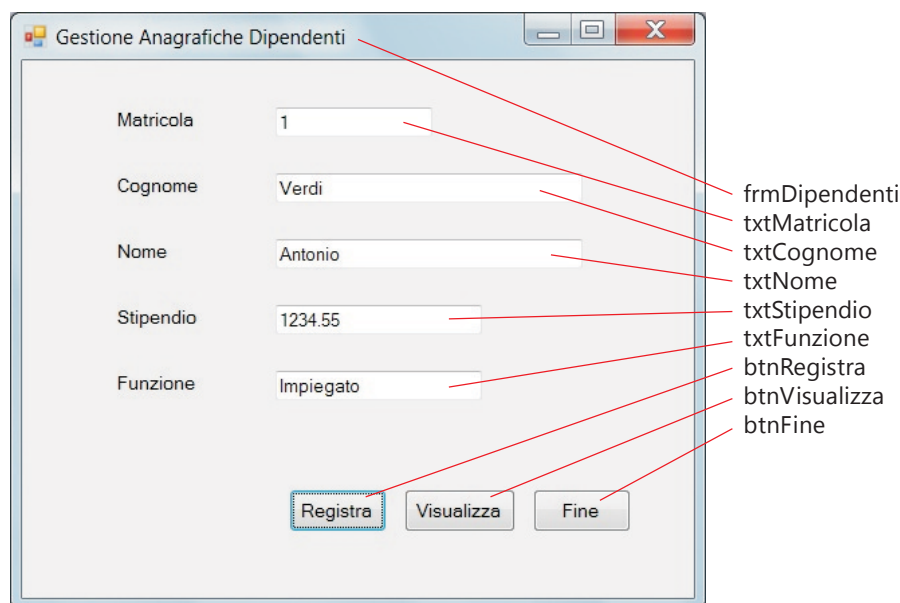 Gestione Anagrafiche Dipendenti
Matricola 1
Cognome Verdi
Nome Antonio
Stipendio 1234.55
Funzione Impiegato
Registra Visualizza Fine
frmDipendenti
txtMatricola
txtCognome
txtNome
txtStipendio
txtFunzione
btnRegistra
btnVisualizza
btnFine